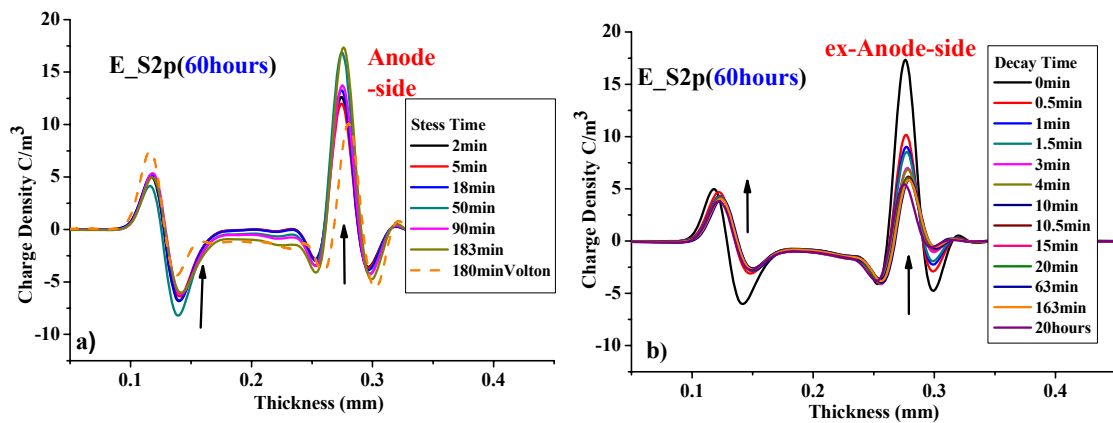 20
15
10
5
0
-5
-10
Charge Density C/m³
0.1
0.2
0.3
0.4
Thickness (mm)
E_S2p(60hours)
Anode
-side
Stess Time
2min
5min
18min
50min
90min
183min
180minVolton
a)
20
15
10
5
0
-5
-10
Charge Density C/m³
0.1
0.2
0.3
0.4
Thickness (mm)
ex-Anode-side
E_S2p(60hours)
Decay Time
0min
0.5min
1min
1.5min
3min
4min
10min
10.5min
15min
20min
63min
163min
20hours
b)